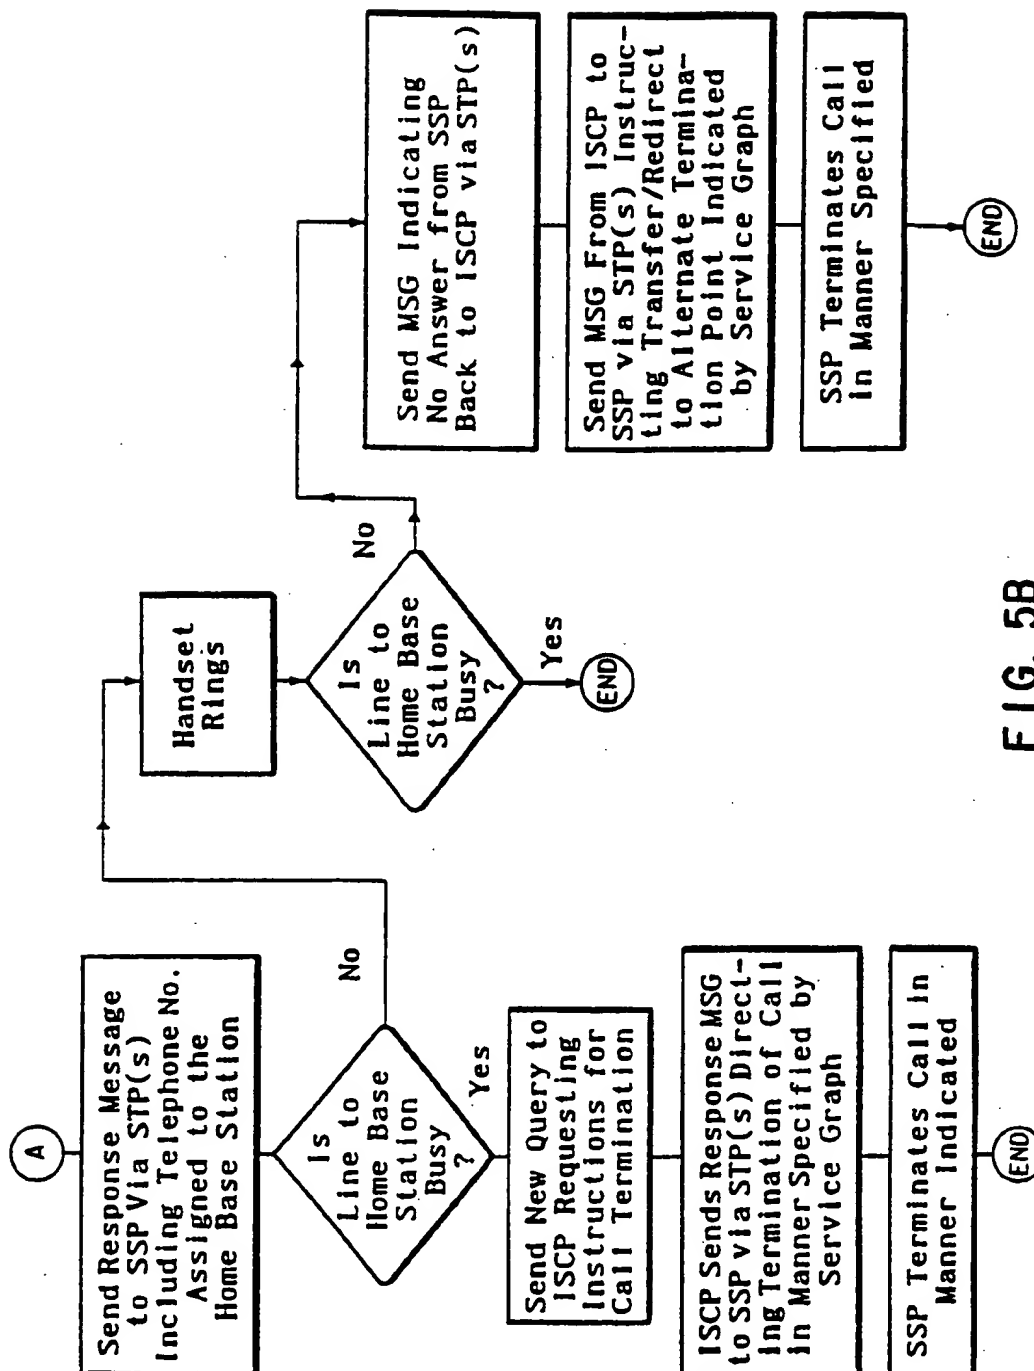 A
Send Response Message
to SSP Via STP(s)
Including Telephone No.
Assigned to the
Home Base Station
Is
Line to
Home Base
Station
Busy
?
No
Yes
Send New Query to
ISCP Requesting
Instructions for
Call Termination
ISCP Sends Response MSG
to SSP via STP(s) Direct-
ing Termination of Call
in Manner Specified by
Service Graph
SSP Terminates Call in
Manner Indicated
END
Handset
Rings
Is
Line to
Home Base
Station
Busy
?
No
Yes
END
Send MSG Indicating
No Answer from SSP
Back to ISCP via STP(s)
Send MSG From ISCP to
SSP via STP(s) Instruc-
ting Transfer/Redirect
to Alternate Termina-
tion Point Indicated
by Service Graph
SSP Terminates Call
in Manner Specified
END
FIG. 5B